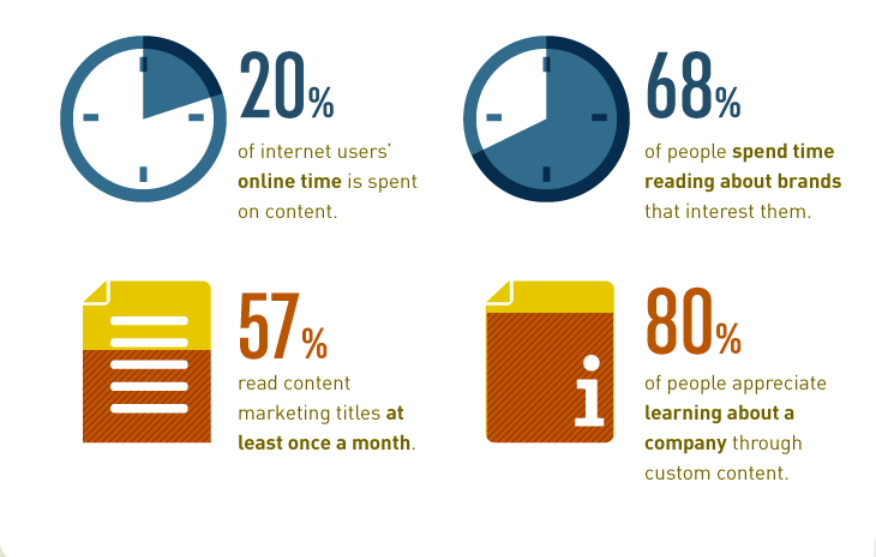 20%
of internet users’
online time is spent
on content.
68%
of people spend time
reading about brands
that interest them.
57%
read content
marketing titles at
least once a month.
i
80%
of people appreciate
learning about a
company through
custom content.